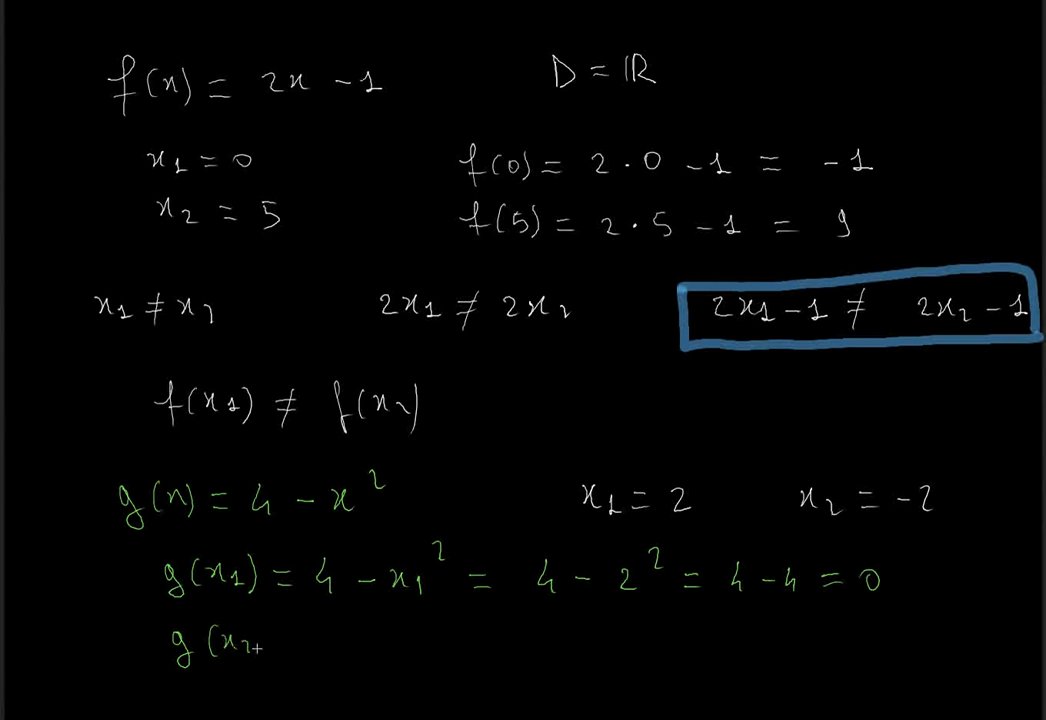 f(x) = 2x - 1 D = ℝ
x₁ = 0 f(0) = 2 · 0 - 1 = -1
x₂ = 5 f(5) = 2 · 5 - 1 = 9
x₁ ≠ x₂ 2x₁ ≠ 2x₂ 2x₁ - 1 ≠ 2x₂ - 1
f(x₁) ≠ f(x₂)
g(x) = 4 - x² x₁ = 2 x₂ = -2
g(x₁) = 4 - x₁² = 4 - 2² = 4 - 4 = 0
g(x₂